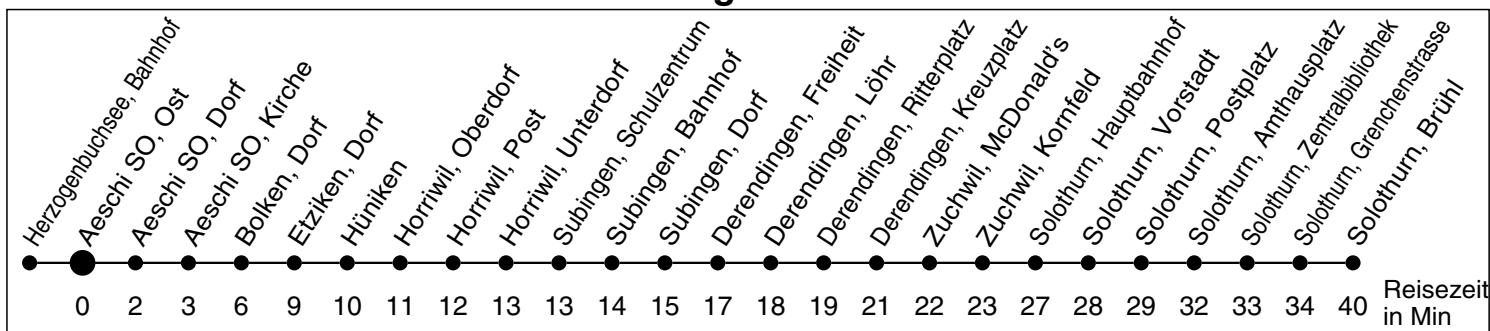 Herzogenbuchsee, Bahnhof
Aeschi SO, Ost
Aeschi SO, Dorf
Aeschi SO, Kirche
Bolken, Dorf
Etziken, Dorf
Hüniken
Horriwil, Oberdorf
Horriwil, Post
Horriwil, Unterdorf
Subingen, Schulzentrum
Subingen, Bahnhof
Subingen, Dorf
Derendingen, Freiheit
Derendingen, Löhr
Derendingen, Ritterplatz
Derendingen, Kreuzplatz
Zuchwil, McDonald's
Zuchwil, Kornfeld
Solothurn, Hauptbahnhof
Solothurn, Vorstadt
Solothurn, Postplatz
Solothurn, Amthausplatz
Solothurn, Zentralbibliothek
Solothurn, Grenchenstrasse
Solothurn, Brühl
0 2 3 6 9 10 11 12 13 13 14 15 17 18 19 21 22 23 27 28 29 32 33 34 40
Reisezeit
in Min